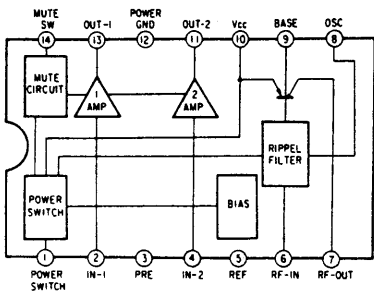 MUTE SW
OUT-1
POWER GND
OUT-2
Vcc
BASE
OSC
14
13
12
11
10
9
8
MUTE CIRCUIT
1 AMP
2 AMP
RIPPEL FILTER
POWER SWITCH
BIAS
1
2
3
4
5
6
7
POWER SWITCH
IN-1
PRE
IN-2
REF
RF-IN
RF-OUT